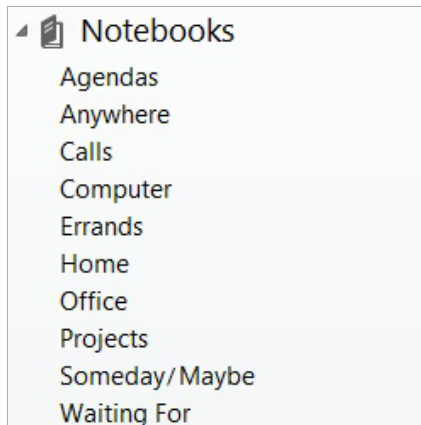 Notebooks
Agendas
Anywhere
Calls
Computer
Errands
Home
Office
Projects
Someday/Maybe
Waiting For